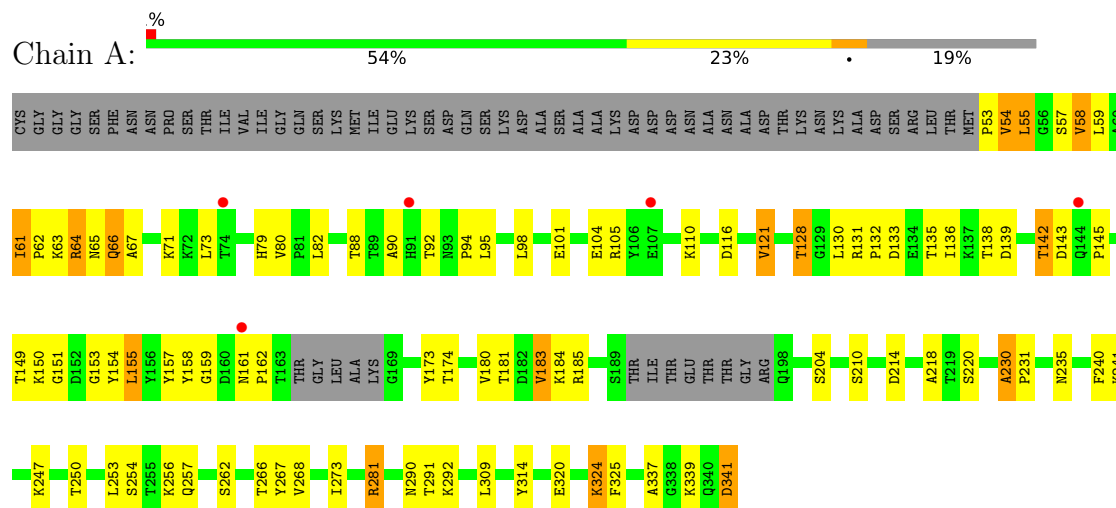 .%
Chain A:
54% 23% • 19%
CYS GLY GLY GLY SER PHE ASN ASN PRO SER THR ILE VAL ILE GLY GLN SER LYS MET ILE GLU LYS SER ASP GLN SER LYS ASP ALA SER ALA ALA LYS ASP ASP ASP ASN ALA ASN ALA ASP THR LYS ASN LYS ALA ASP SER ARG LEU THR MET P53 V54 L55 G56 S57 V58 L59
I61 P62 K63 R64 N65 Q66 A67 K71 K72 L73 T74 H79 V80 P81 L82 T88 T89 A90 H91 T92 N93 P94 L95 L98 E101 E104 R105 Y106 E107 K110 D116 V121 T128 G129 L130 R131 P132 D133 E134 T135 I136 K137 T138 D139 T142 D143 Q144 P145
T149 K150 G151 D152 G153 Y154 L155 Y156 Y157 Y158 G159 D160 N161 P162 T163 THR GLY LEU ALA LYS G169 Y173 T174 V180 T181 D182 V183 K184 R185 S189 THR ILE THR GLU THR THR GLY ARG Q198 S204 S210 D214 A218 T219 S220 A230 P231 N235 F240
K247 T250 L253 S254 T255 K256 Q257 S262 T266 Y267 V268 I273 R281 N290 T291 K292 L309 Y314 E320 K324 F325 A337 G338 K339 Q340 D341